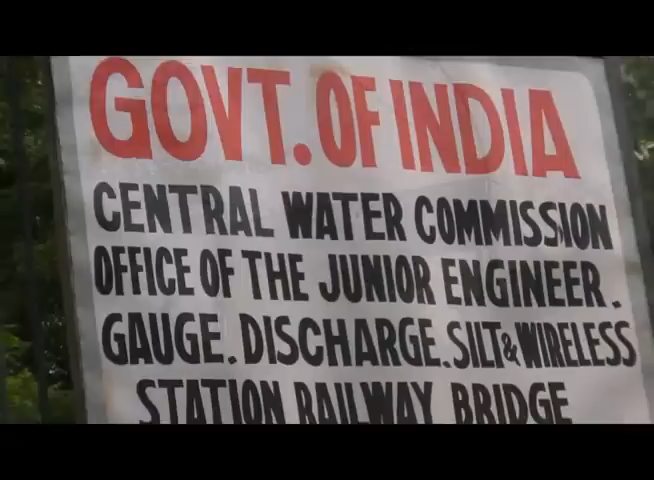 GOVT. OF INDIA
CENTRAL WATER COMMISSION
OFFICE OF THE JUNIOR ENGINEER.
GAUGE. DISCHARGE. SILT & WIRELESS
STATION RAILWAY BRIDGE